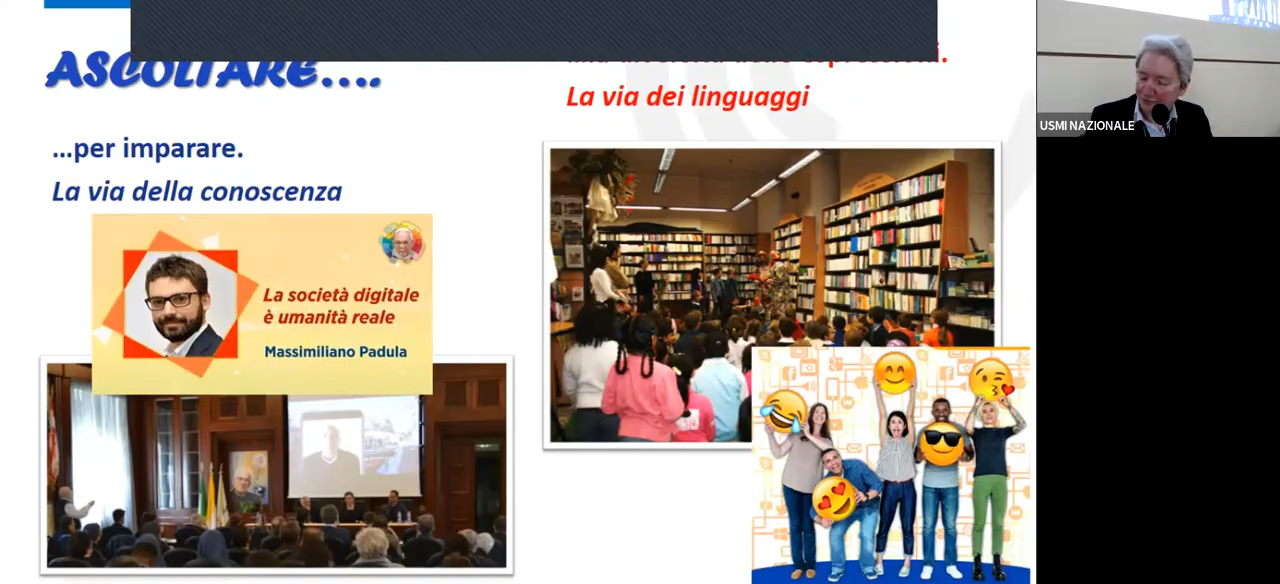 ASCOLTARE....
...per imparare.
La via della conoscenza
La società digitale
è umanità reale
Massimiliano Padula
La via dei linguaggi
USMI NAZIONALE